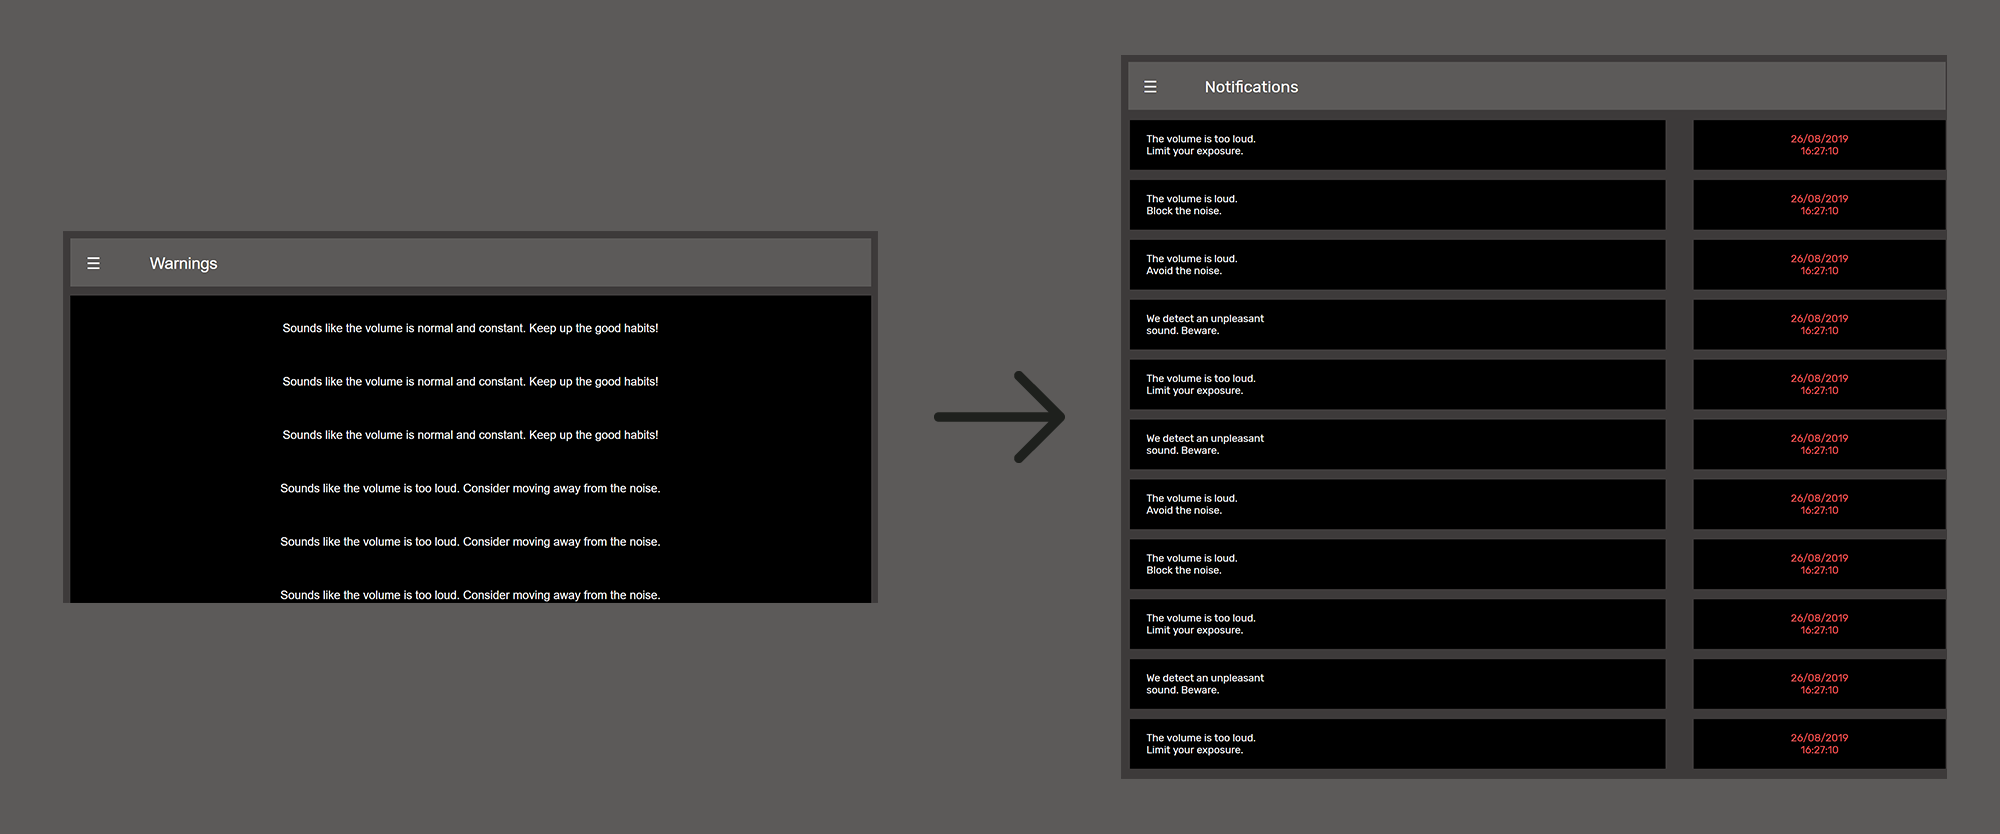 ☰ Warnings
Sounds like the volume is normal and constant. Keep up the good habits!
Sounds like the volume is normal and constant. Keep up the good habits!
Sounds like the volume is normal and constant. Keep up the good habits!
Sounds like the volume is too loud. Consider moving away from the noise.
Sounds like the volume is too loud. Consider moving away from the noise.
Sounds like the volume is too loud. Consider moving away from the noise.
☰ Notifications
The volume is too loud.
Limit your exposure.
26/08/2019
16:27:10
The volume is loud.
Block the noise.
26/08/2019
16:27:10
The volume is loud.
Avoid the noise.
26/08/2019
16:27:10
We detect an unpleasant
sound. Beware.
26/08/2019
16:27:10
The volume is too loud.
Limit your exposure.
26/08/2019
16:27:10
We detect an unpleasant
sound. Beware.
26/08/2019
16:27:10
The volume is loud.
Avoid the noise.
26/08/2019
16:27:10
The volume is loud.
Block the noise.
26/08/2019
16:27:10
The volume is too loud.
Limit your exposure.
26/08/2019
16:27:10
We detect an unpleasant
sound. Beware.
26/08/2019
16:27:10
The volume is too loud.
Limit your exposure.
26/08/2019
16:27:10